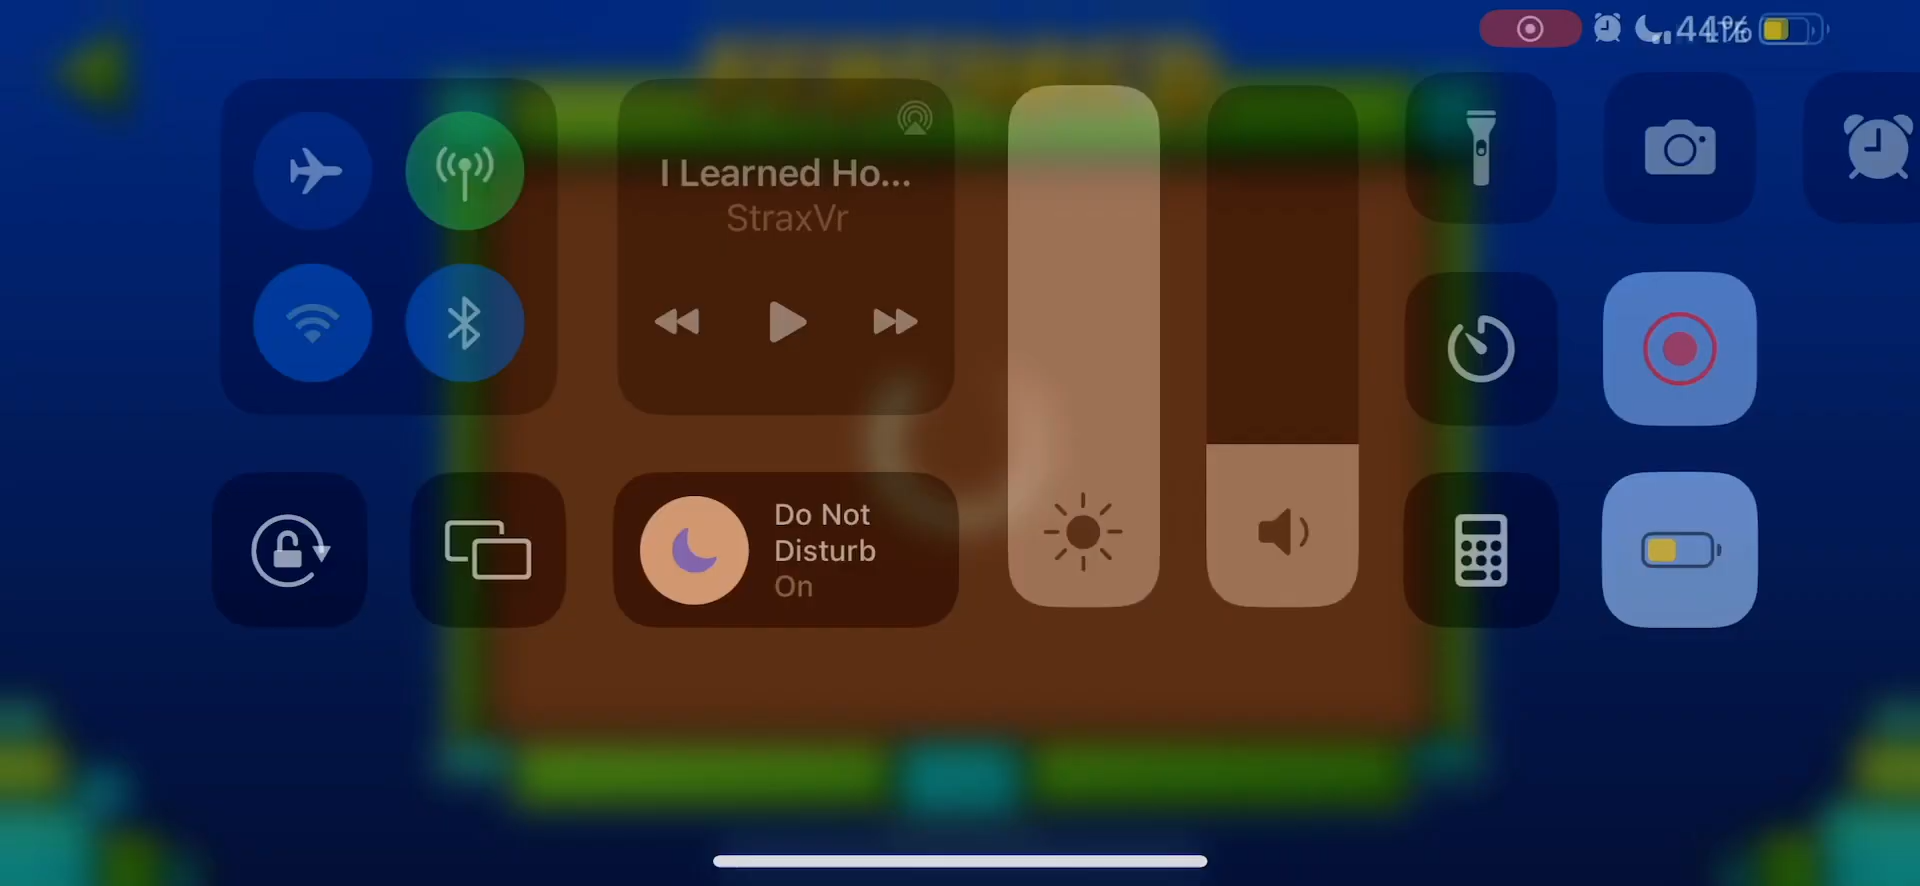 44%
I Learned Ho...
StraxVr
Do Not
Disturb
On